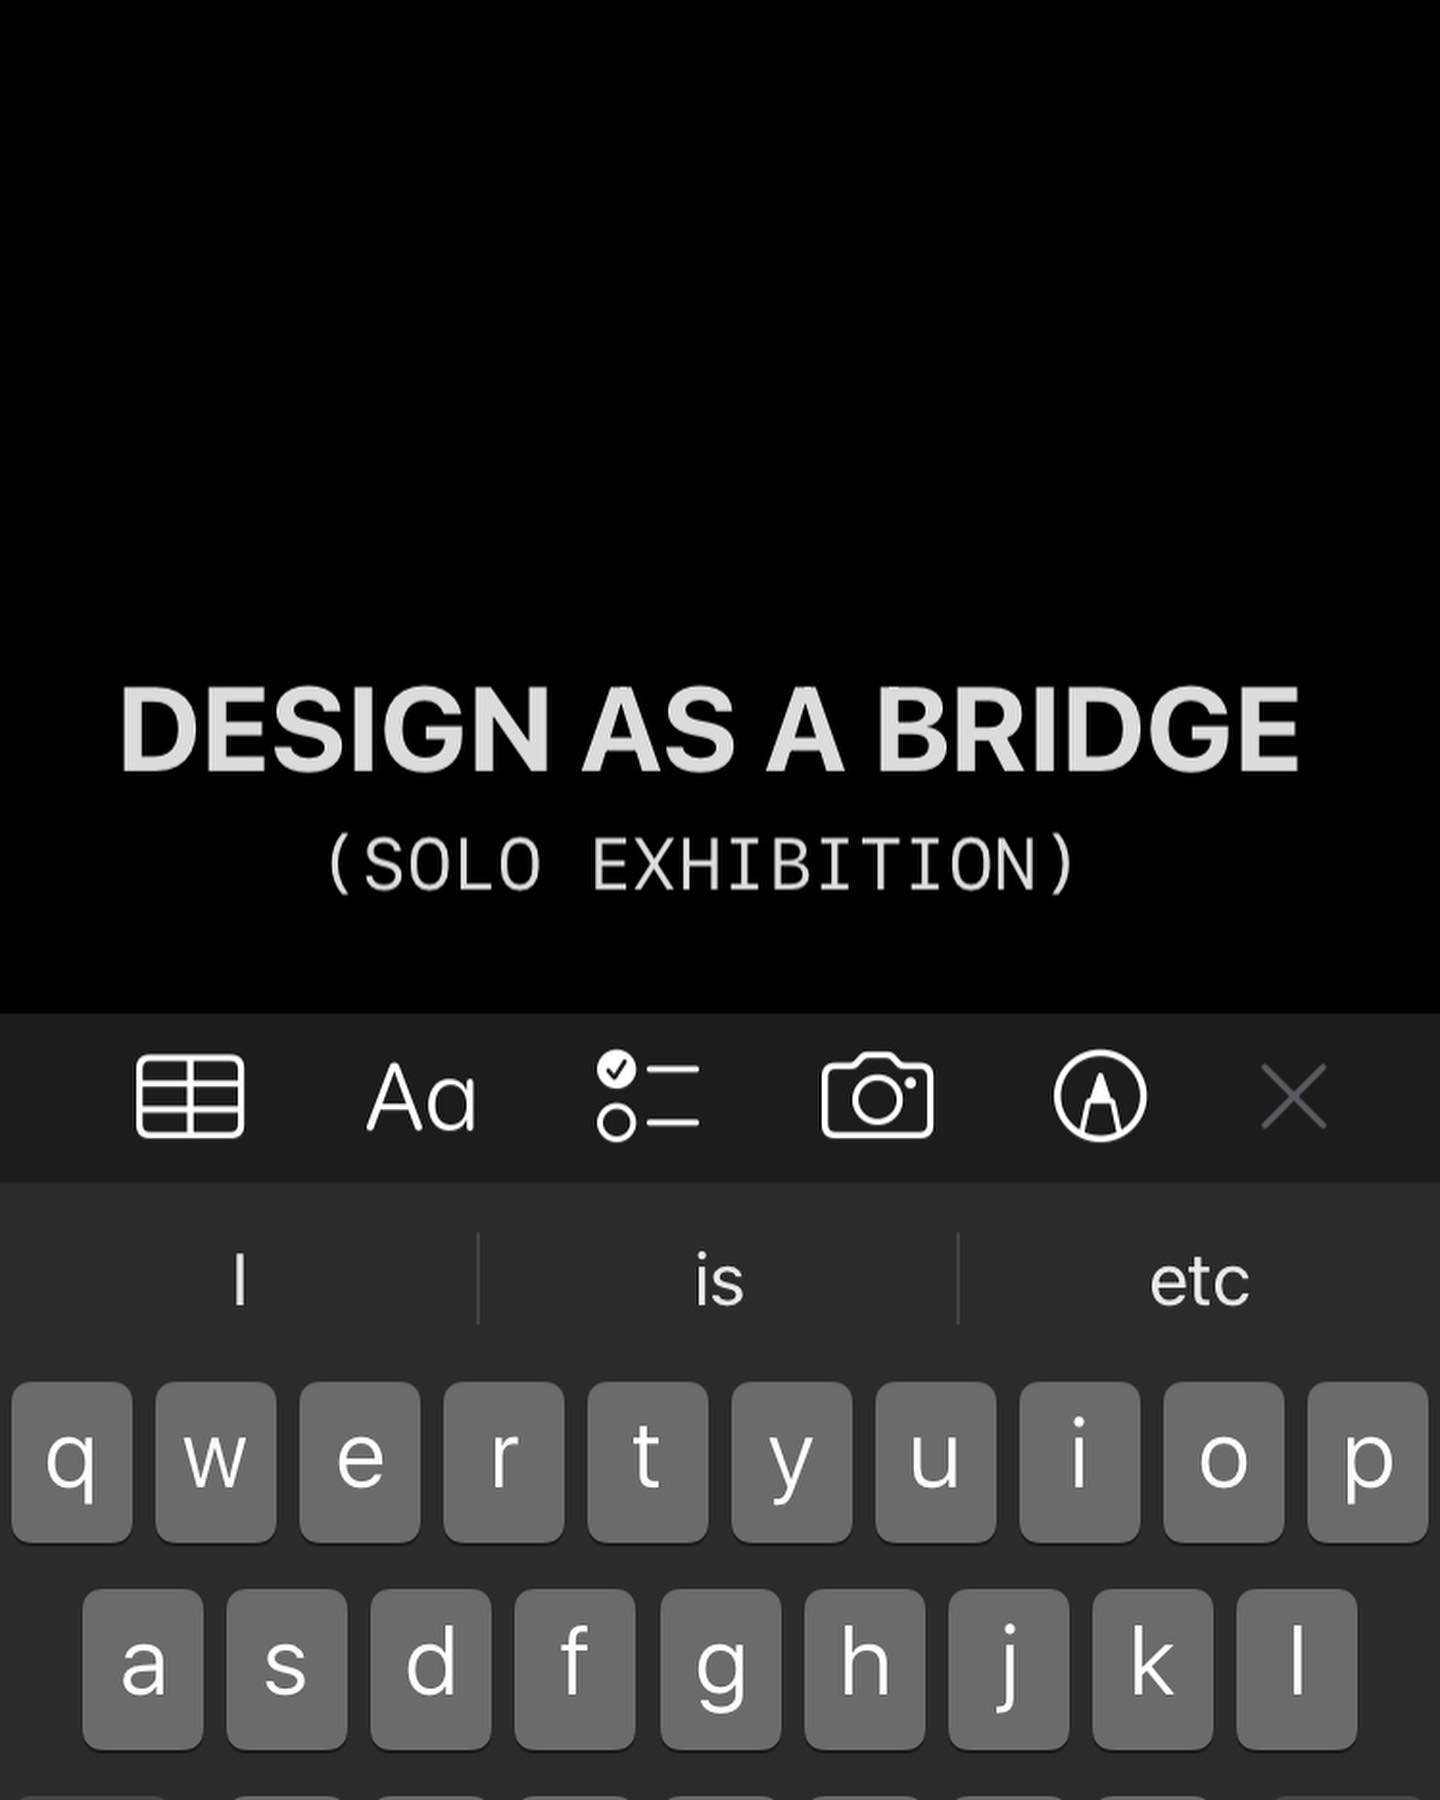 DESIGN AS A BRIDGE
(SOLO EXHIBITION)
Aa
I is etc
q w e r t y u i o p
a s d f g h j k l